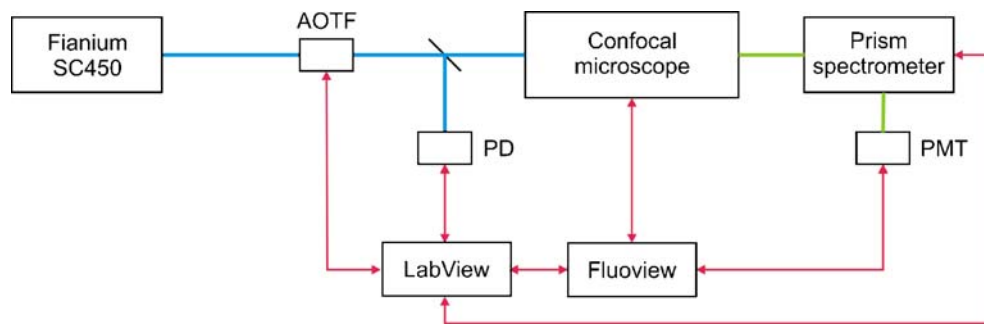 Fianium
SC450
AOTF
Confocal
microscope
Prism
spectrometer
PD
PMT
LabView
Fluoview